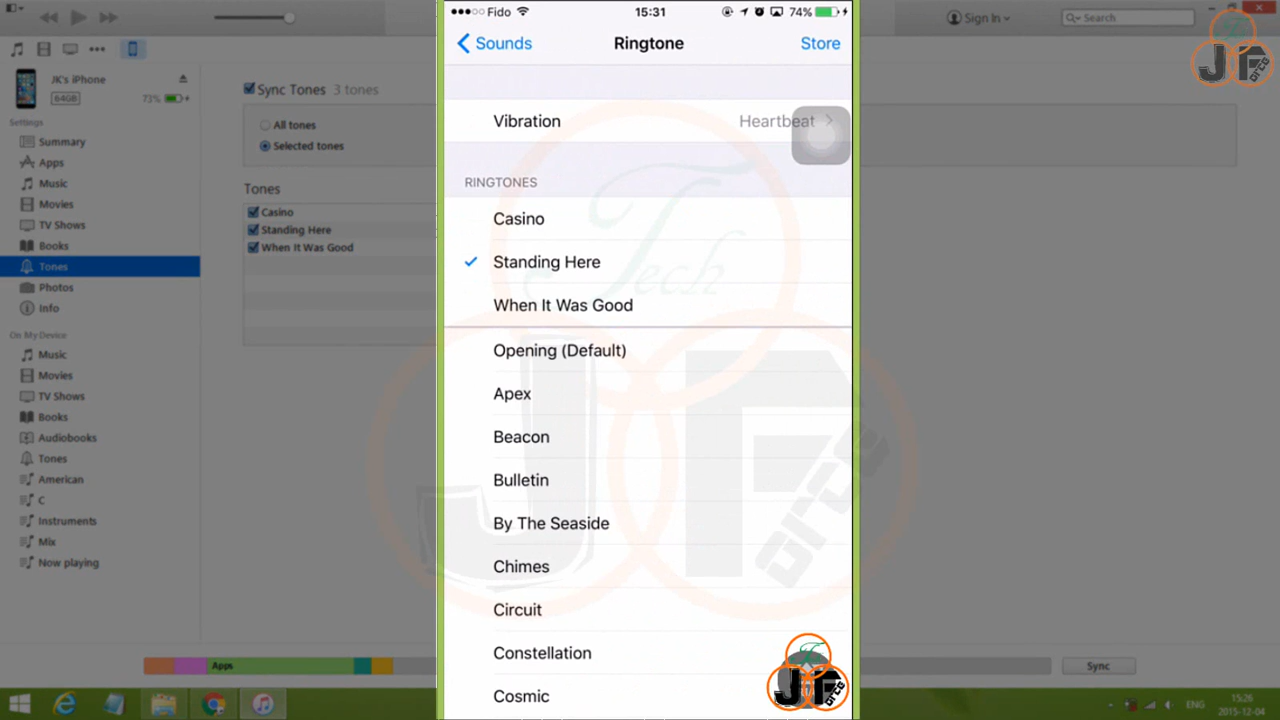 Sign In
Search
JK's iPhone
64GB
73%
Settings
Summary
Apps
Music
Movies
TV Shows
Books
Tones
Photos
Info
On My Device
Music
Movies
TV Shows
Books
Audiobooks
Tones
American
C
Instruments
Mix
Now playing
Sync Tones 3 tones
All tones
Selected tones
Tones
Casino
Standing Here
When It Was Good
Apps
Sync
Fido 15:31 74%
Sounds Ringtone Store
Vibration Heartbeat
RINGTONES
Casino
Standing Here
When It Was Good
Opening (Default)
Apex
Beacon
Bulletin
By The Seaside
Chimes
Circuit
Constellation
Cosmic
Tech
JForce
JForce
JForce
ENG
15:26
2015-12-04